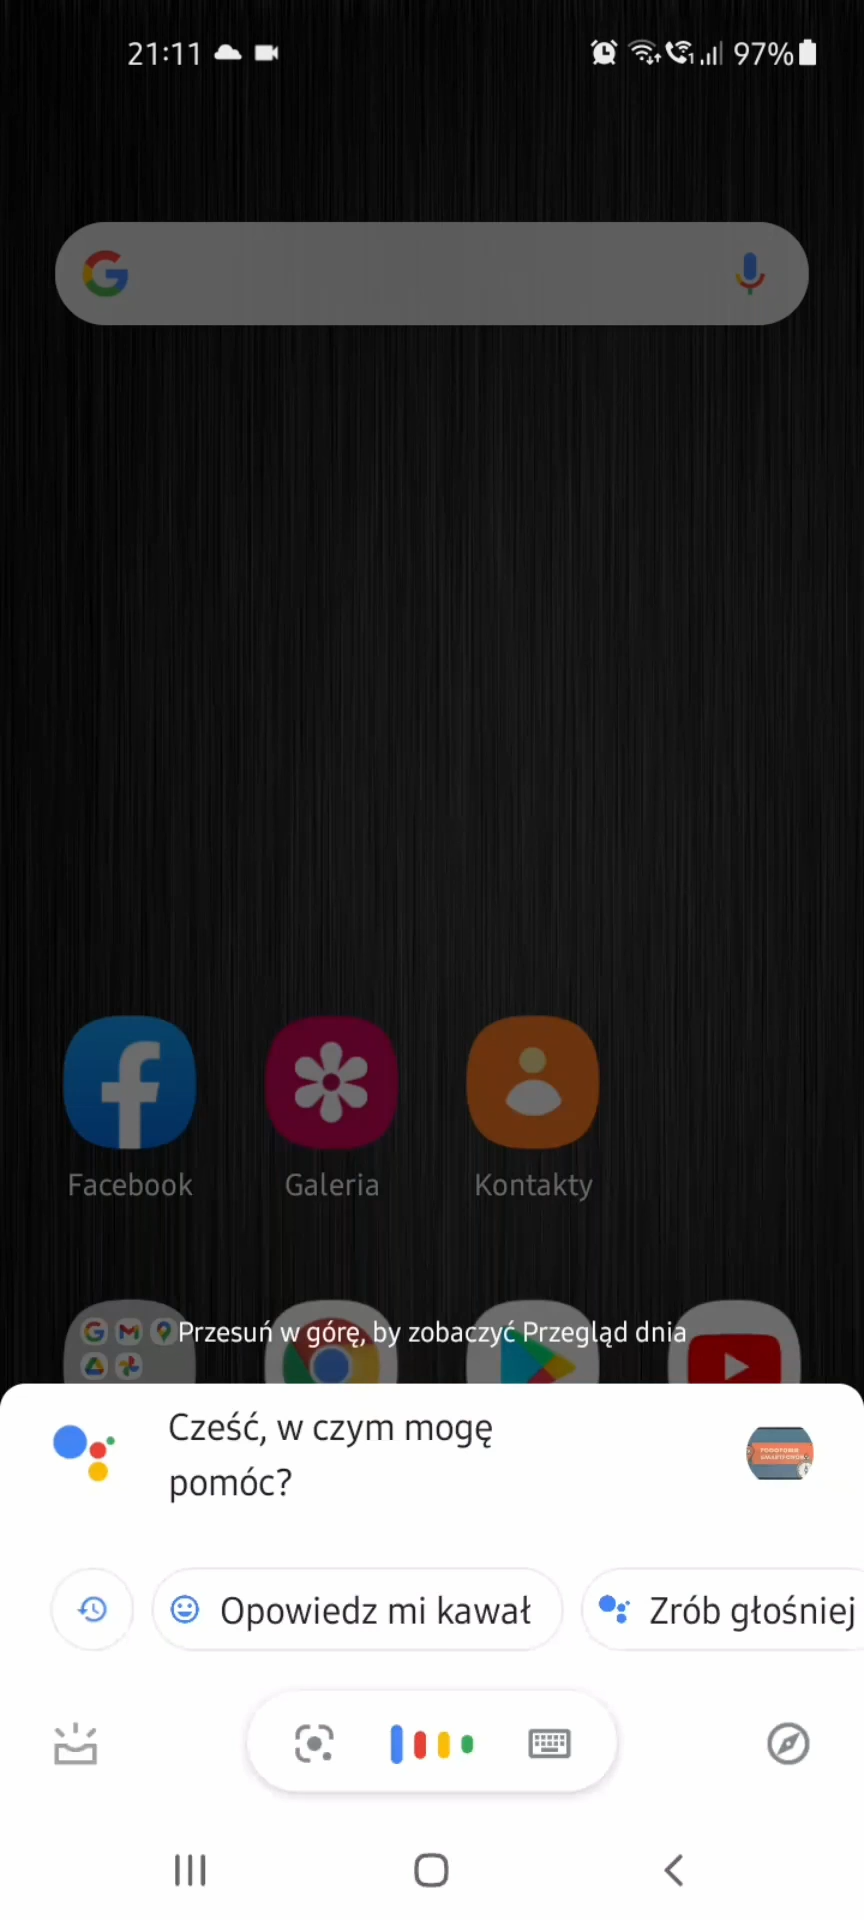 21:11
97%
Facebook
Galeria
Kontakty
Przesuń w górę, by zobaczyć Przegląd dnia
Cześć, w czym mogę
pomóc?
Opowiedz mi kawał
Zrób głośniej